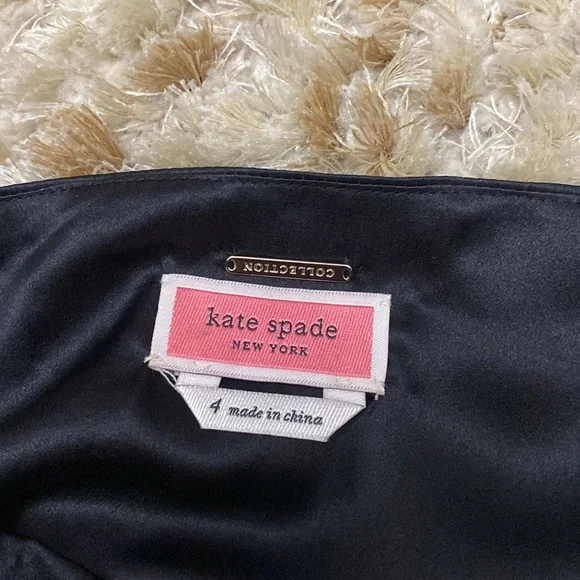 COLLECTION
kate spade
NEW YORK
4 made in china